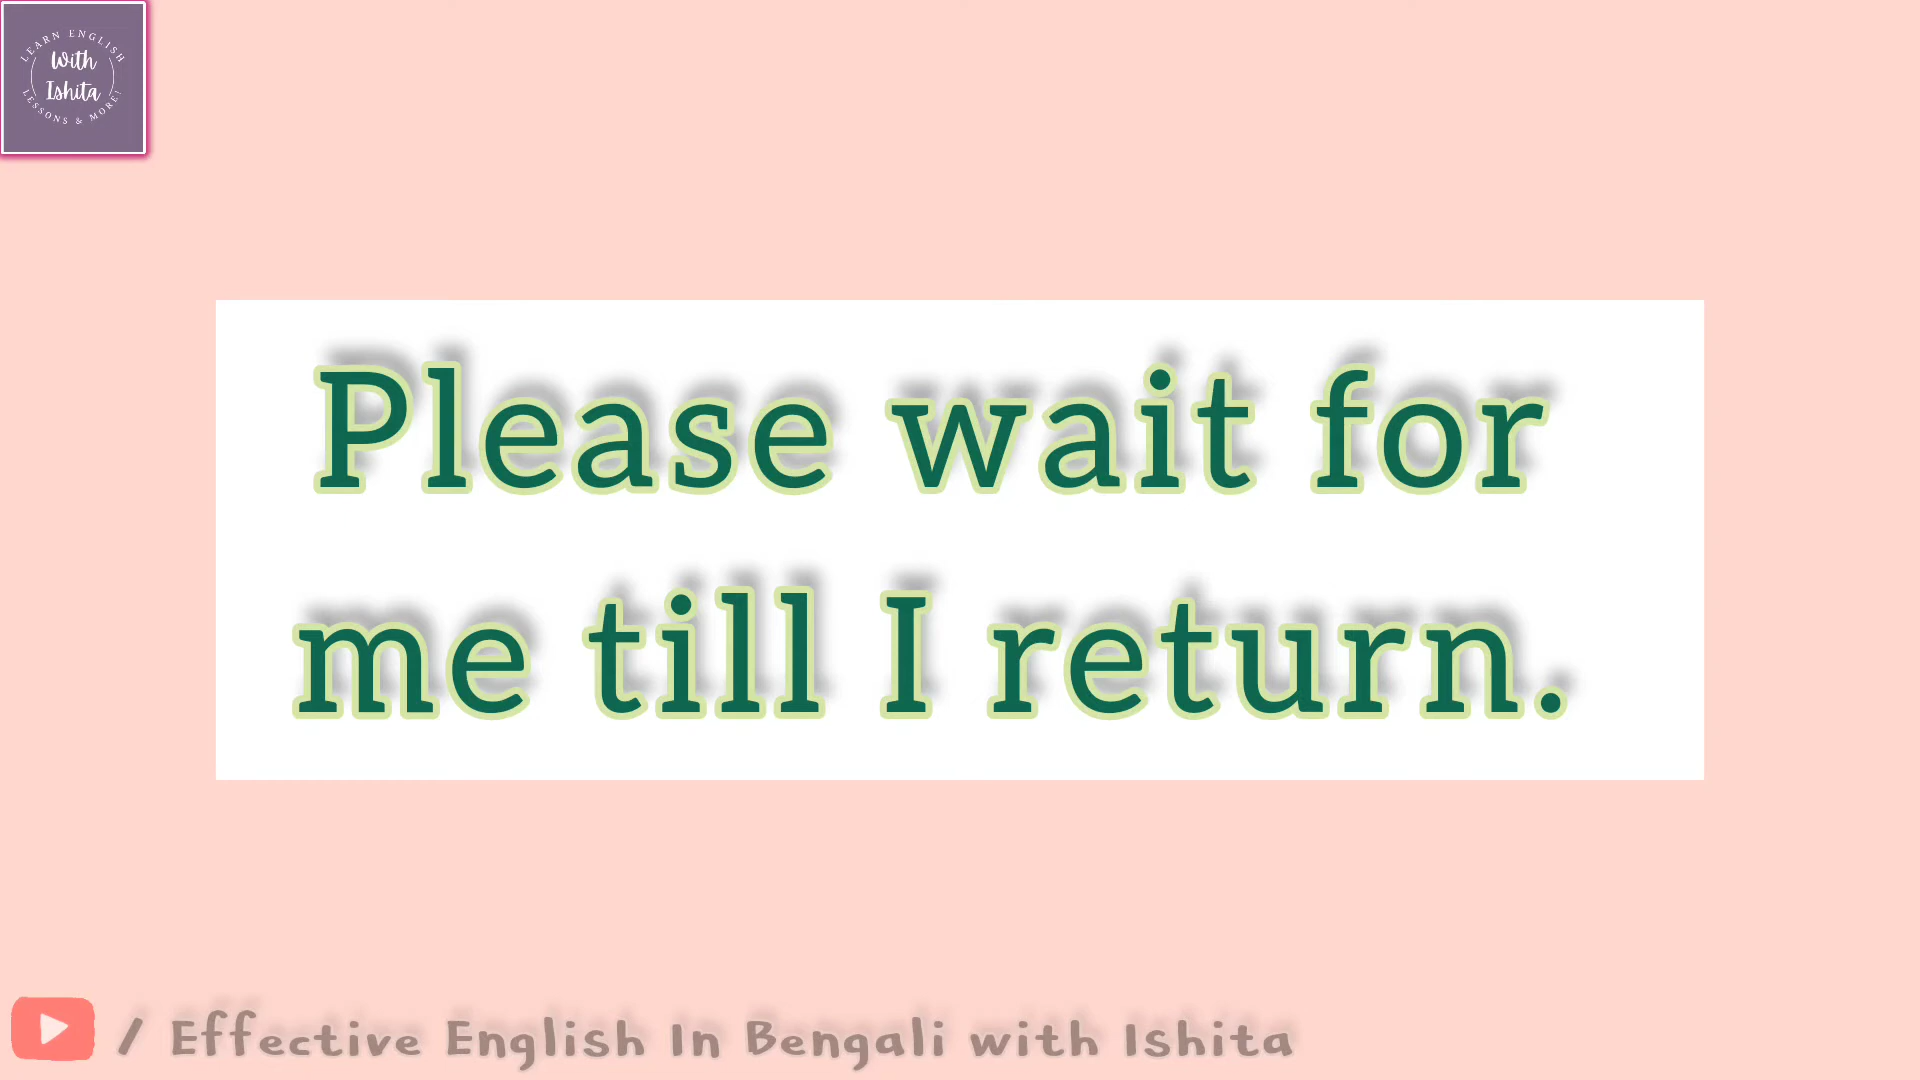 LEARN ENGLISH
With
Ishita
LESSONS & MORE!
Please wait for
me till I return.
/ Effective English In Bengali with Ishita